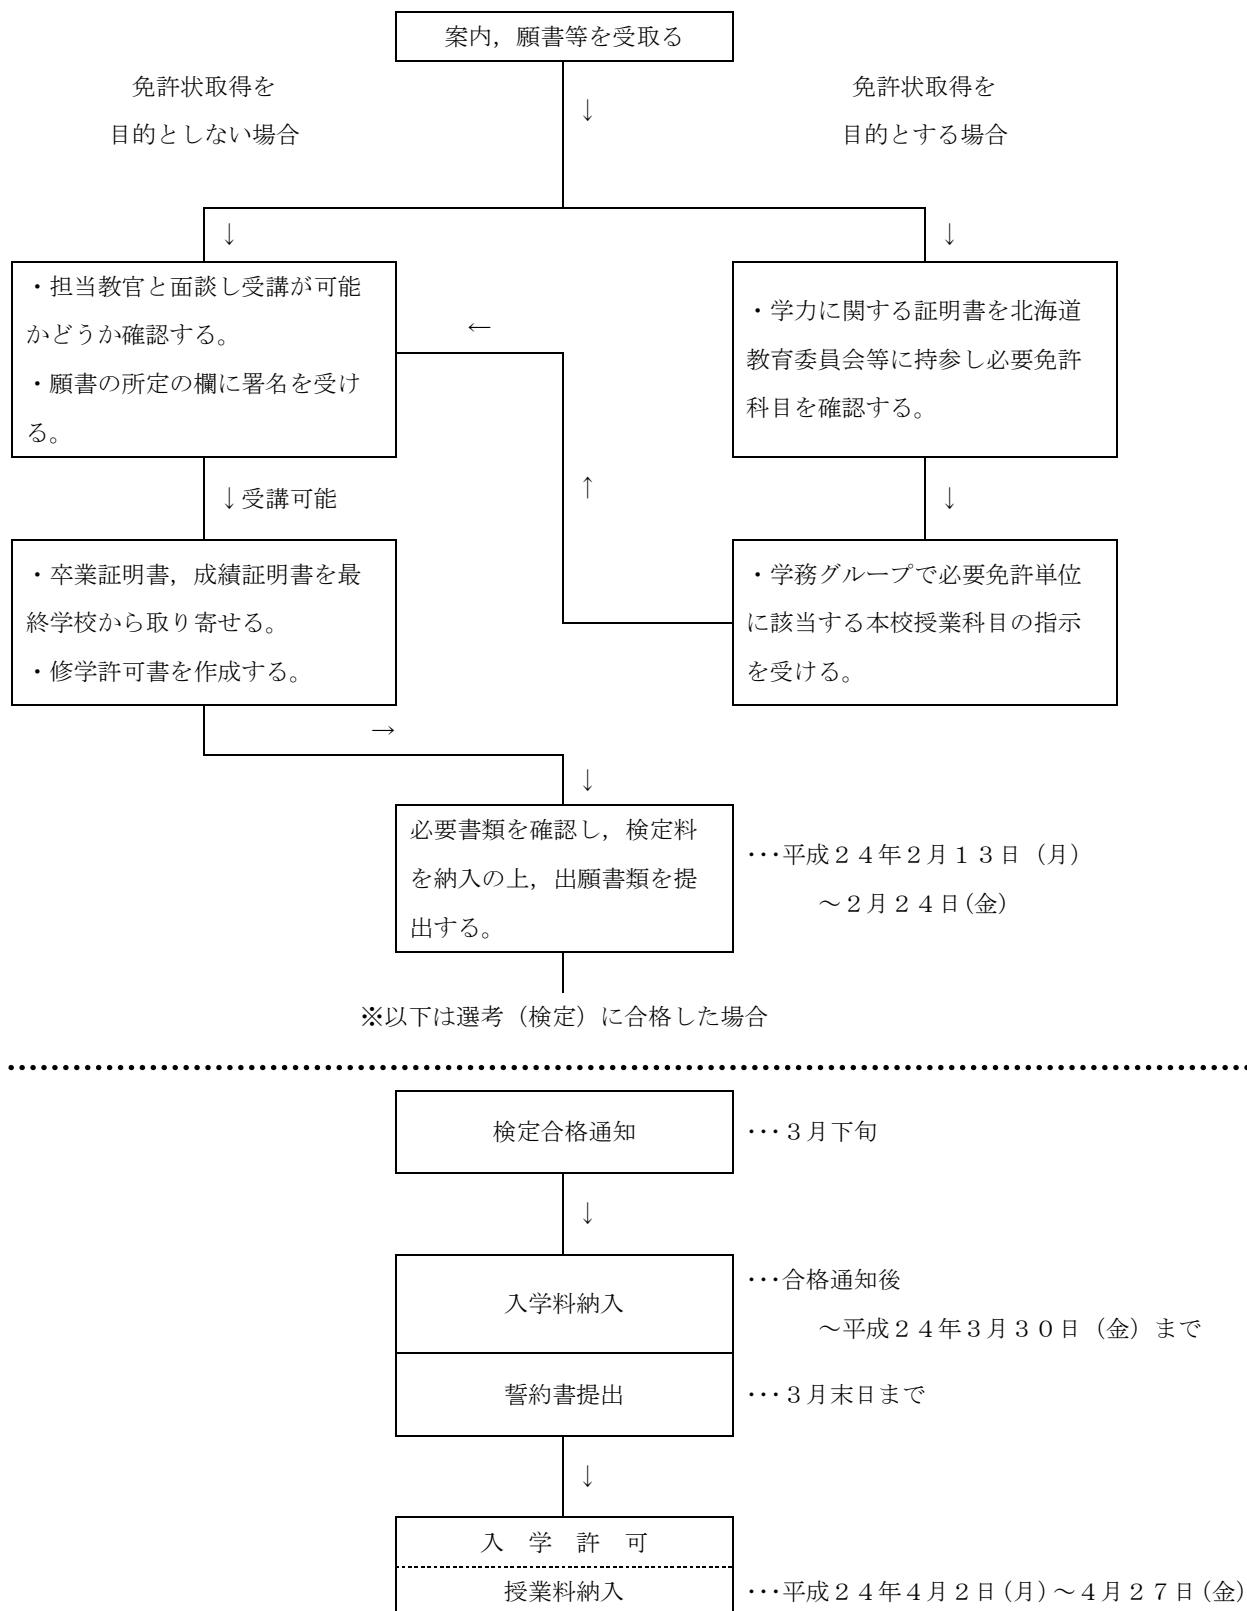 案内，願書等を受取る
免許状取得を
目的としない場合
↓
免許状取得を
目的とする場合
↓
↓
・担当教官と面談し受講が可能
かどうか確認する。
・願書の所定の欄に署名を受け
る。
←
・学力に関する証明書を北海道
教育委員会等に持参し必要免許
科目を確認する。
↓受講可能
↑
↓
・卒業証明書，成績証明書を最
終学校から取り寄せる。
・修学許可書を作成する。
・学務グループで必要免許単位
に該当する本校授業科目の指示
を受ける。
→
↓
必要書類を確認し，検定料
を納入の上，出願書類を提
出する。
･･･平成２４年２月１３日（月）
～２月２４日(金)
※以下は選考（検定）に合格した場合
検定合格通知
･･･３月下旬
↓
入学料納入
･･･合格通知後
～平成２４年３月３０日（金）まで
誓約書提出
･･･３月末日まで
↓
入　学　許　可
授業料納入
･･･平成２４年４月２日(月)～４月２７日(金)